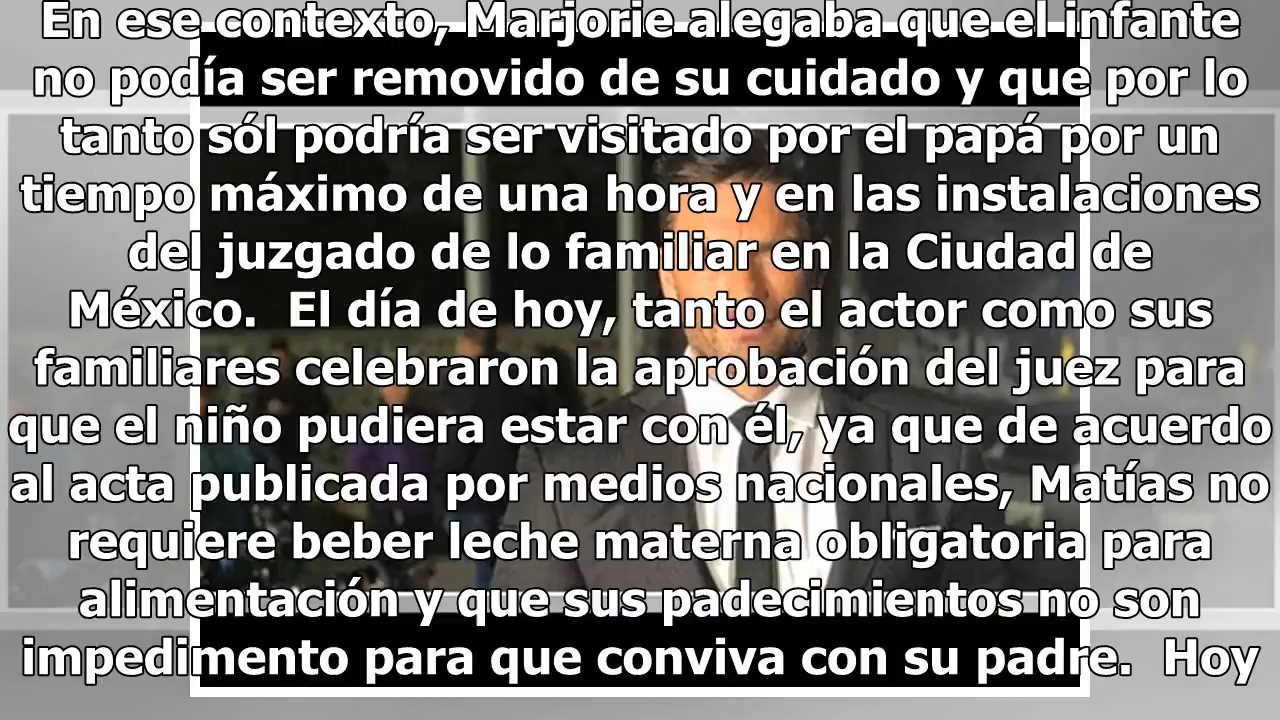 En ese contexto, Marjorie alegaba que el infante
no podía ser removido de su cuidado y que por lo
tanto sól podría ser visitado por el papá por un
tiempo máximo de una hora y en las instalaciones
del juzgado de lo familiar en la Ciudad de
México.  El día de hoy, tanto el actor como sus
familiares celebraron la aprobación del juez para
que el niño pudiera estar con él, ya que de acuerdo
al acta publicada por medios nacionales, Matías no
requiere beber leche materna obligatoria para
alimentación y que sus padecimientos no son
impedimento para que conviva con su padre.  Hoy